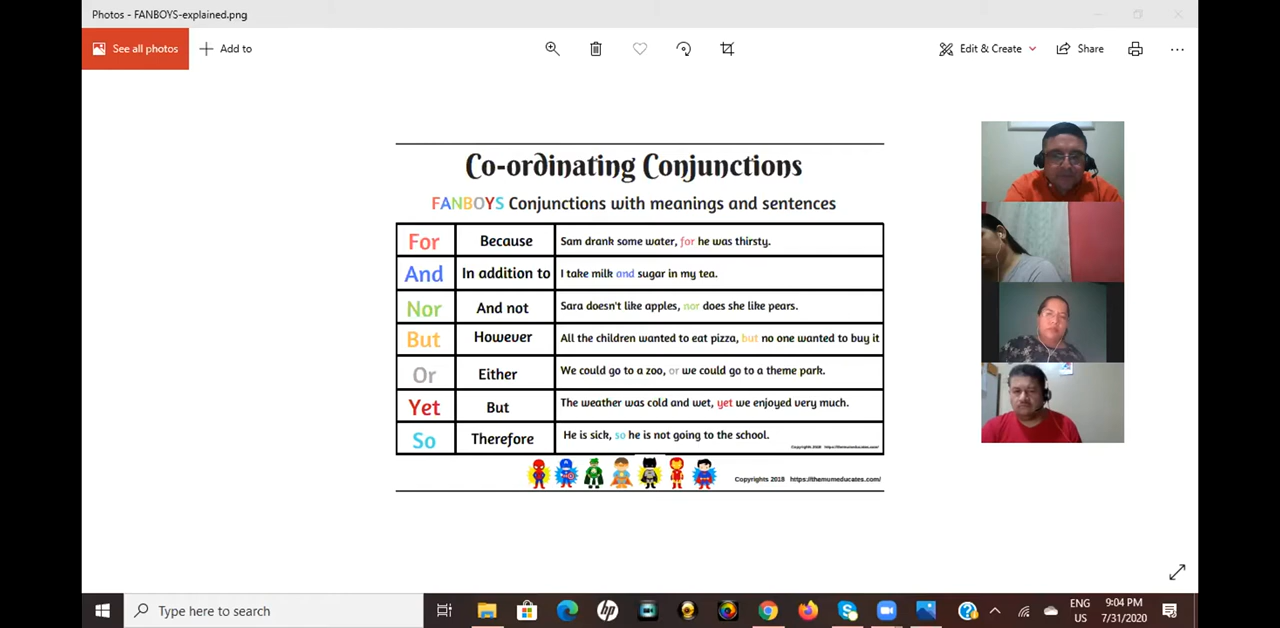 Photos - FANBOYS-explained.png
See all photos
Add to
Edit & Create
Share
Co-ordinating Conjunctions
FANBOYS Conjunctions with meanings and sentences
For Because Sam drank some water, for he was thirsty.
And In addition to I take milk and sugar in my tea.
Nor And not Sara doesn't like apples, nor does she like pears.
But However All the children wanted to eat pizza, but no one wanted to buy it
Or Either We could go to a zoo, or we could go to a theme park.
Yet But The weather was cold and wet, yet we enjoyed very much.
So Therefore He is sick, so he is not going to the school.
Copyrights 2018 https://themumeducates.com/
Copyrights 2018 https://themumeducates.com/
Type here to search
hp
ENG
US
9:04 PM
7/31/2020